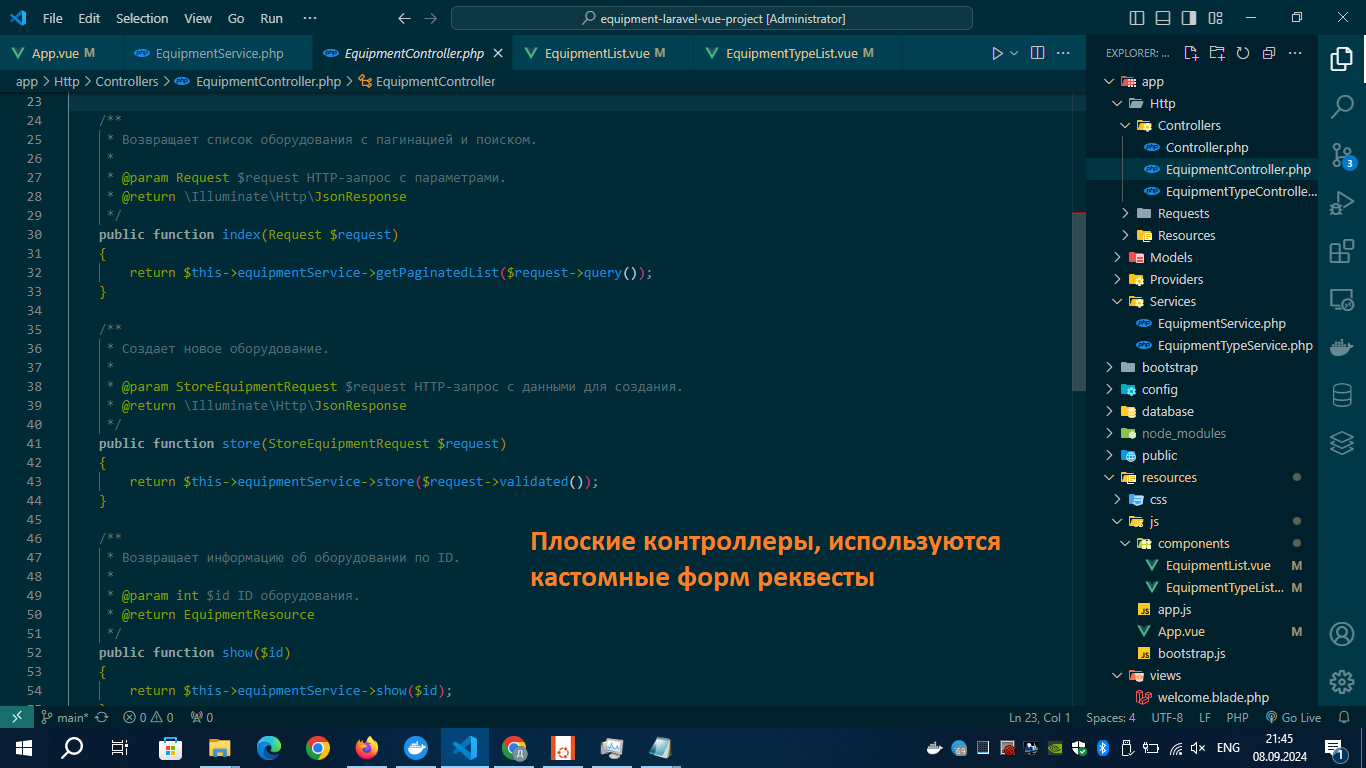 File Edit Selection View Go Run ··· equipment-laravel-vue-project [Administrator]
App.vue M EquipmentService.php EquipmentController.php EquipmentList.vue M EquipmentTypeList.vue M
app > Http > Controllers > EquipmentController.php > EquipmentController
23
24 /**
25 * Возвращает список оборудования с пагинацией и поиском.
26 *
27 * @param Request $request HTTP-запрос с параметрами.
28 * @return \Illuminate\Http\JsonResponse
29 */
30 public function index(Request $request)
31 {
32 return $this->equipmentService->getPaginatedList($request->query());
33 }
34
35 /**
36 * Создает новое оборудование.
37 *
38 * @param StoreEquipmentRequest $request HTTP-запрос с данными для создания.
39 * @return \Illuminate\Http\JsonResponse
40 */
41 public function store(StoreEquipmentRequest $request)
42 {
43 return $this->equipmentService->store($request->validated());
44 }
45
46 /**
47 * Возвращает информацию об оборудовании по ID.
48 *
49 * @param int $id ID оборудования.
50 * @return EquipmentResource
51 */
52 public function show($id)
53 {
54 return $this->equipmentService->show($id);
Плоские контроллеры, используются
кастомные форм реквесты
EXPLORER: ...
app
Http
Controllers
Controller.php
EquipmentController.php
EquipmentTypeControlle...
Requests
Resources
Models
Providers
Services
EquipmentService.php
EquipmentTypeService.php
bootstrap
config
database
node_modules
public
resources
css
js
components
EquipmentList.vue M
EquipmentTypeList... M
app.js
App.vue M
bootstrap.js
views
welcome.blade.php
3
main* 0 0 0 Ln 23, Col 1 Spaces: 4 UTF-8 LF PHP Go Live
ENG 21:45
08.09.2024
1